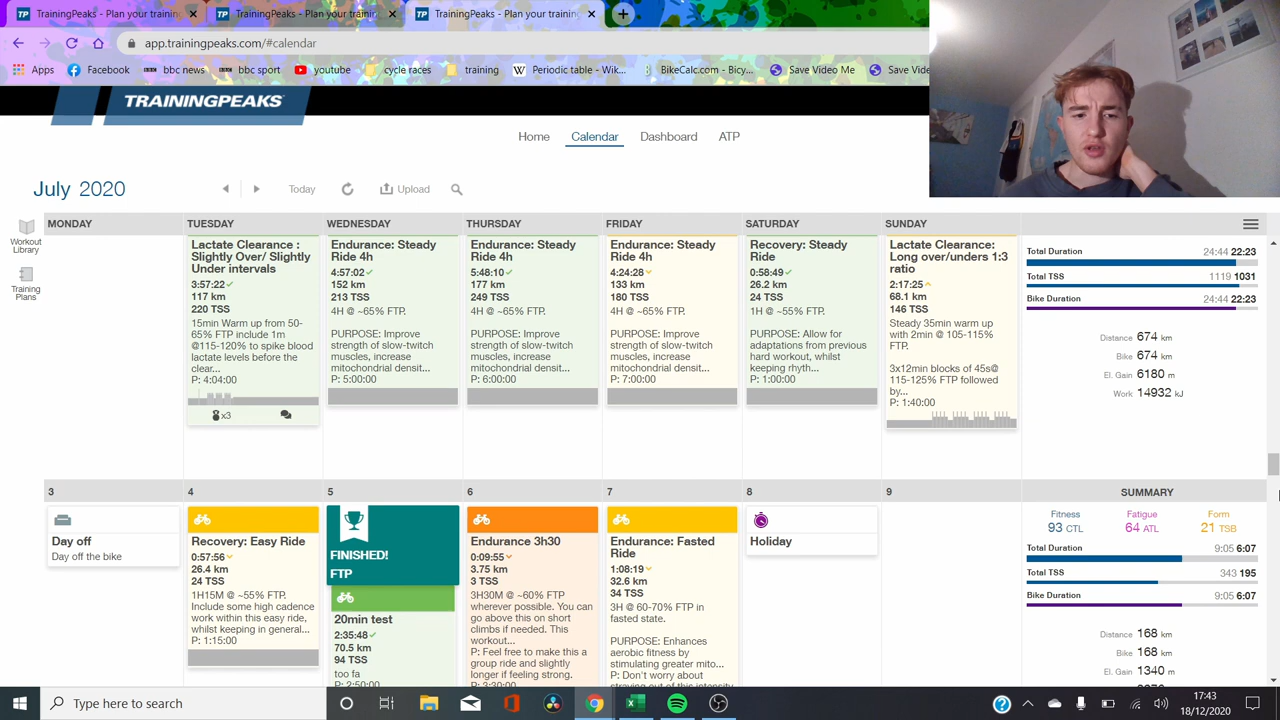 TrainingPeaks - Plan your training
TrainingPeaks - Plan your training
TrainingPeaks - Plan your training
app.trainingpeaks.com/#calendar
Apps Facebook bbc news bbc sport youtube cycle races training Periodic table - Wik... BikeCalc.com - Bicy... Save Video Me Save Vide
TRAININGPEAKS
Home Calendar Dashboard ATP
July 2020 Today Upload
Workout Library
Training Plans
MONDAY TUESDAY WEDNESDAY THURSDAY FRIDAY SATURDAY SUNDAY
Lactate Clearance :
Slightly Over/ Slightly
Under intervals
3:57:22
117 km
220 TSS
15min Warm up from 50-
65% FTP include 1m
@115-120% to spike blood
lactate levels before the
clear...
P: 4:04:00
x3
Endurance: Steady
Ride 4h
4:57:02
152 km
213 TSS
4H @ ~65% FTP.
PURPOSE: Improve
strength of slow-twitch
muscles, increase
mitochondrial densit...
P: 5:00:00
Endurance: Steady
Ride 4h
5:48:10
177 km
249 TSS
4H @ ~65% FTP.
PURPOSE: Improve
strength of slow-twitch
muscles, increase
mitochondrial densit...
P: 6:00:00
Endurance: Steady
Ride 4h
4:24:28
133 km
180 TSS
4H @ ~65% FTP.
PURPOSE: Improve
strength of slow-twitch
muscles, increase
mitochondrial densit...
P: 7:00:00
Recovery: Steady
Ride
0:58:49
26.2 km
24 TSS
1H @ ~55% FTP.
PURPOSE: Allow for
adaptations from previous
hard workout, whilst
keeping rhyth...
P: 1:00:00
Lactate Clearance:
Long over/unders 1:3
ratio
2:17:25
68.1 km
146 TSS
Steady 35min warm up
with 2min @ 105-115%
FTP.
3x12min blocks of 45s@
115-125% FTP followed
by...
P: 1:40:00
Total Duration 24:44 22:23
Total TSS 1119 1031
Bike Duration 24:44 22:23
Distance 674 km
Bike 674 km
El. Gain 6180 m
Work 14932 kJ
3 4 5 6 7 8 9 SUMMARY
Day off
Day off the bike
Recovery: Easy Ride
0:57:56
26.4 km
24 TSS
1H15M @ ~55% FTP.
Include some high cadence
work within this easy ride,
whilst keeping in general...
P: 1:15:00
FINISHED!
FTP
20min test
2:35:48
70.5 km
94 TSS
too fa
P: 2:50:00
Endurance 3h30
0:09:55
3.75 km
3 TSS
3H30M @ ~60% FTP
wherever possible. You can
go above this on short
climbs if needed. This
workout...
P: Feel free to make this a
group ride and slightly
longer if feeling strong.
P: 3:30:00
Endurance: Fasted
Ride
1:08:19
32.6 km
34 TSS
3H @ 60-70% FTP in
fasted state.
PURPOSE: Enhances
aerobic fitness by
stimulating greater mito...
P: Don't worry about
straying out of this intensity
Holiday
Fitness Fatigue Form
93 CTL 64 ATL 21 TSB
Total Duration 9:05 6:07
Total TSS 343 195
Bike Duration 9:05 6:07
Distance 168 km
Bike 168 km
El. Gain 1340 m
Type here to search
17:43
18/12/2020